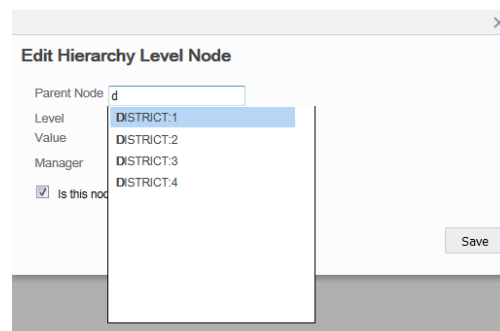 Edit Hierarchy Level Node
Parent Node d
Level DISTRICT:1
Value DISTRICT:2
Manager DISTRICT:3
DISTRICT:4
Is this
Save